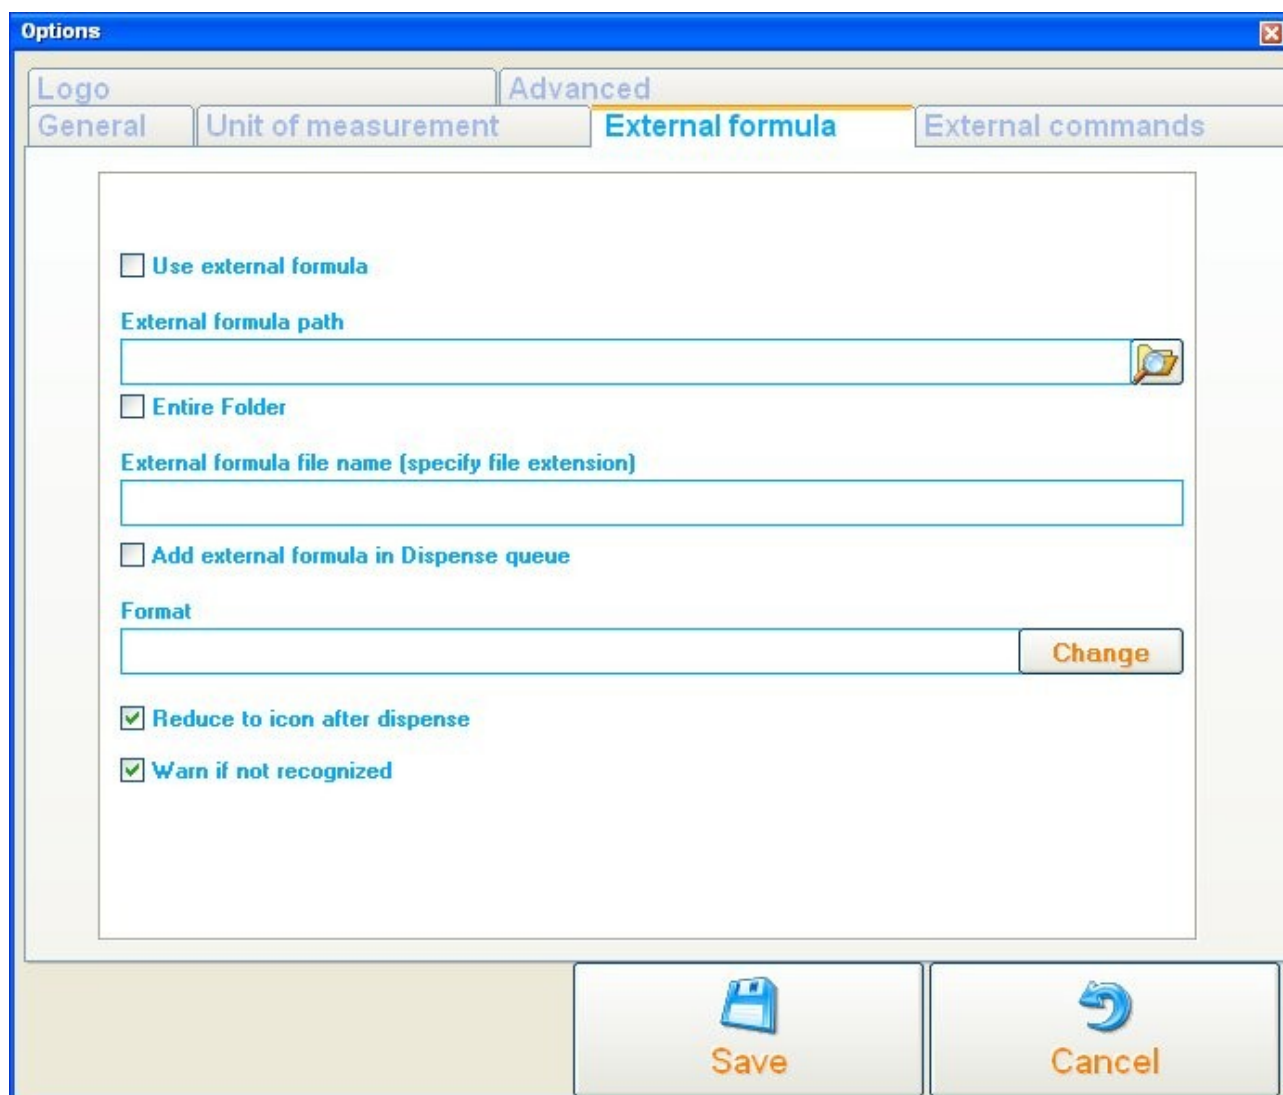 Options
Logo Advanced
General Unit of measurement External formula External commands
Use external formula
External formula path
Entire Folder
External formula file name (specify file extension)
Add external formula in Dispense queue
Format
Change
Reduce to icon after dispense
Warn if not recognized
Save Cancel